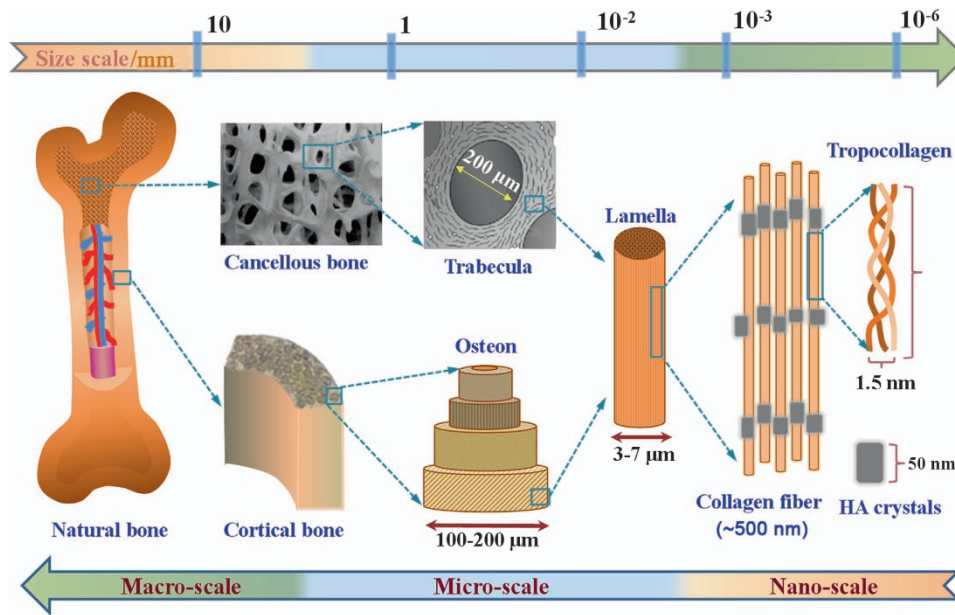 10
1
10-2
10-3
10-6
Size scale/mm
200 μm
Tropocollagen
Lamella
Cancellous bone
Trabecula
Osteon
1.5 nm
3-7 μm
50 nm
Natural bone
Cortical bone
100-200 μm
Collagen fiber
(~500 nm)
HA crystals
Macro-scale
Micro-scale
Nano-scale